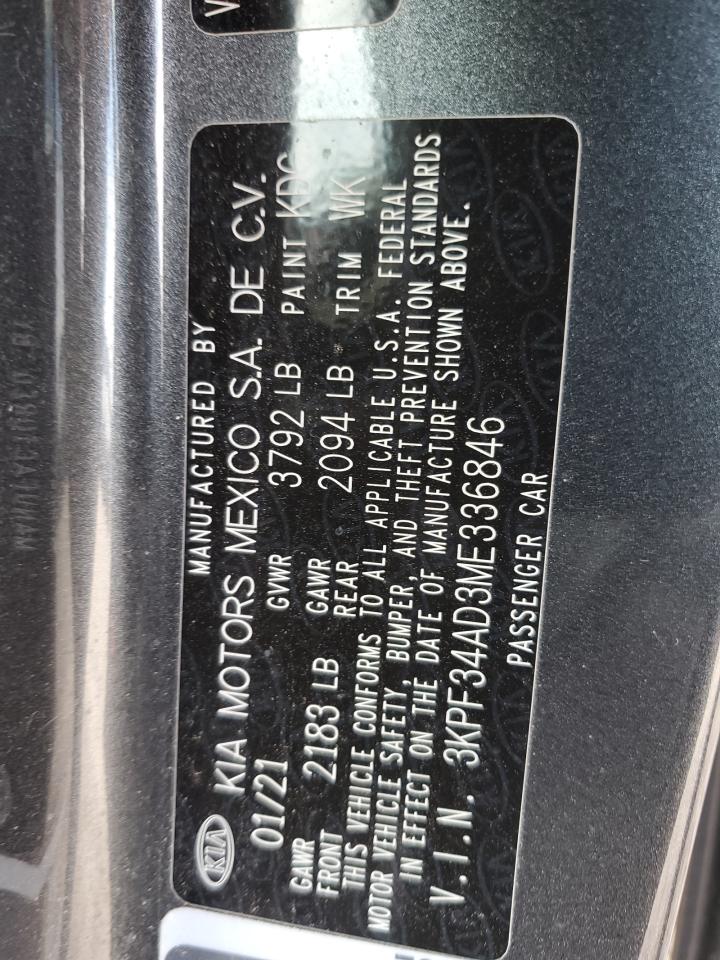 MANUFACTURED BY
KIA KIA MOTORS MEXICO S.A. DE C.V.
01/21 GVWR 3792 LB PAINT KDG
GAWR FRONT 2183 LB GAWR REAR 2094 LB TRIM WK
THIS VEHICLE CONFORMS TO ALL APPLICABLE U.S.A. FEDERAL
MOTOR VEHICLE SAFETY, BUMPER, AND THEFT PREVENTION STANDARDS
IN EFFECT ON THE DATE OF MANUFACTURE SHOWN ABOVE.
V.I.N. 3KPF34AD3ME336846
PASSENGER CAR